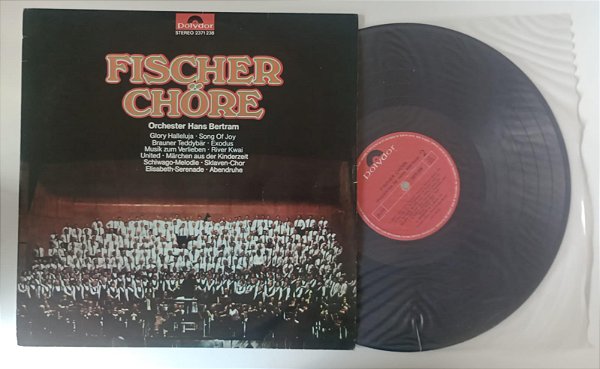 Polydor
STEREO 2371 238
FISCHER
CHÖRE
Orchester Hans Bertram
Glory Halleluja · Song Of Joy
Brauner Teddybär · Exodus
Musik zum Verlieben · River Kwai
United · Märchen aus der Kinderzeit
Schiwago-Melodie · Sklaven-Chor
Elisabeth-Serenade · Abendruhe
Polydor